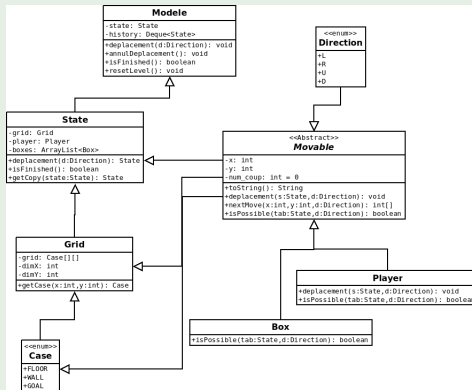 Modele
-state: State
-history: Deque<State>
+deplacement(d:Direction): void
+annulDeplacement(): void
+isFinished(): boolean
+resetLevel(): void
<<enum>>
Direction
+L
+R
+U
+D
State
-grid: Grid
-player: Player
-boxes: ArrayList<Box>
+deplacement(d:Direction): State
+isFinished(): boolean
+getCopy(state:State): State
<<Abstract>>
Movable
-x: int
-y: int
-num_coup: int = 0
+toString(): String
+deplacement(s:State,d:Direction): void
+nextMove(x:int,y:int,d:Direction): int[]
+isPossible(tab:State,d:Direction): boolean
Grid
-grid: Case[][]
-dimX: int
-dimY: int
+getCase(x:int,y:int): Case
Player
+deplacement(s:State,d:Direction): void
+isPossible(tab:State,d:Direction): boolean
Box
+isPossible(tab:State,d:Direction): boolean
<<enum>>
Case
+FLOOR
+WALL
+GOAL